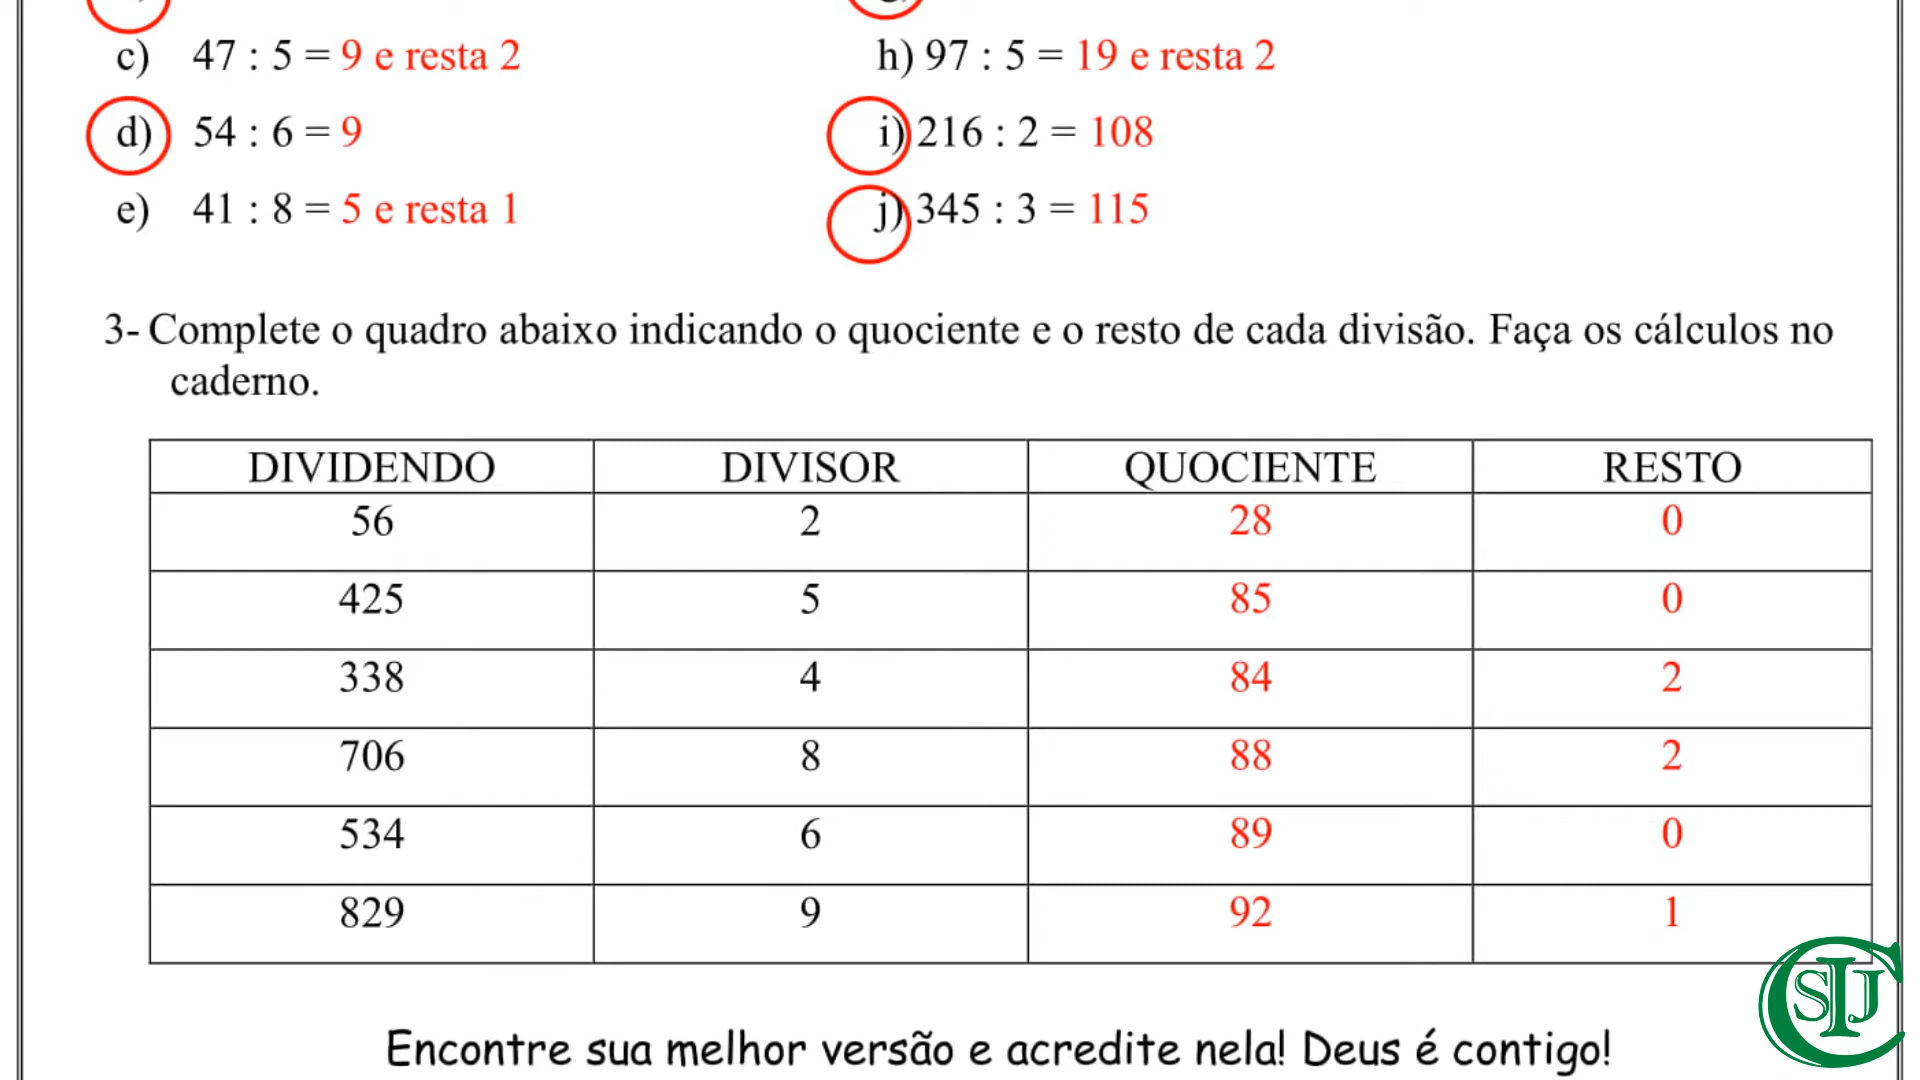 c) 47 : 5 = 9 e resta 2
h) 97 : 5 = 19 e resta 2
d) 54 : 6 = 9
i) 216 : 2 = 108
e) 41 : 8 = 5 e resta 1
j) 345 : 3 = 115
3- Complete o quadro abaixo indicando o quociente e o resto de cada divisão. Faça os cálculos no
caderno.
DIVIDENDO DIVISOR QUOCIENTE RESTO
56 2 28 0
425 5 85 0
338 4 84 2
706 8 88 2
534 6 89 0
829 9 92 1
Encontre sua melhor versão e acredite nela! Deus é contigo!